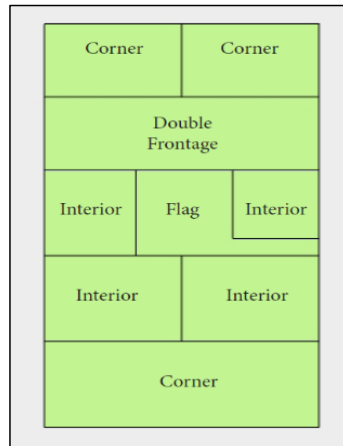 Corner Corner
Double
Frontage
Interior Flag Interior
Interior Interior
Corner